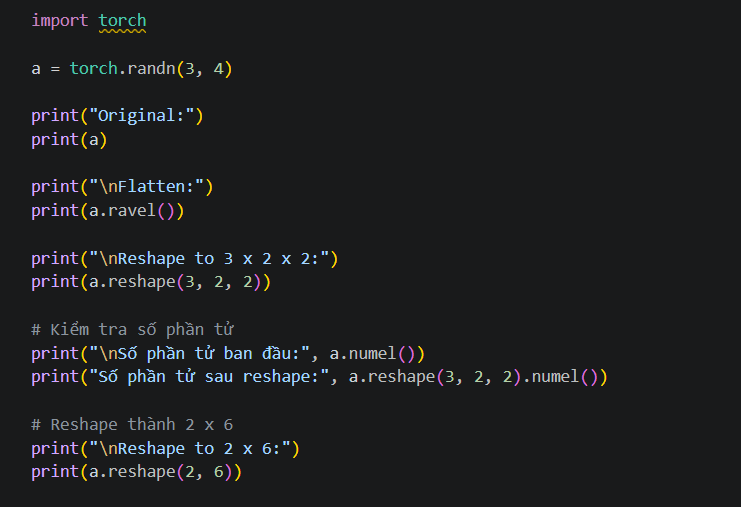 import torch
a = torch.randn(3, 4)
print("Original:")
print(a)
print("\nFlatten:")
print(a.ravel())
print("\nReshape to 3 x 2 x 2:")
print(a.reshape(3, 2, 2))
# Kiểm tra số phần tử
print("\nSố phần tử ban đầu:", a.numel())
print("Số phần tử sau reshape:", a.reshape(3, 2, 2).numel())
# Reshape thành 2 x 6
print("\nReshape to 2 x 6:")
print(a.reshape(2, 6))